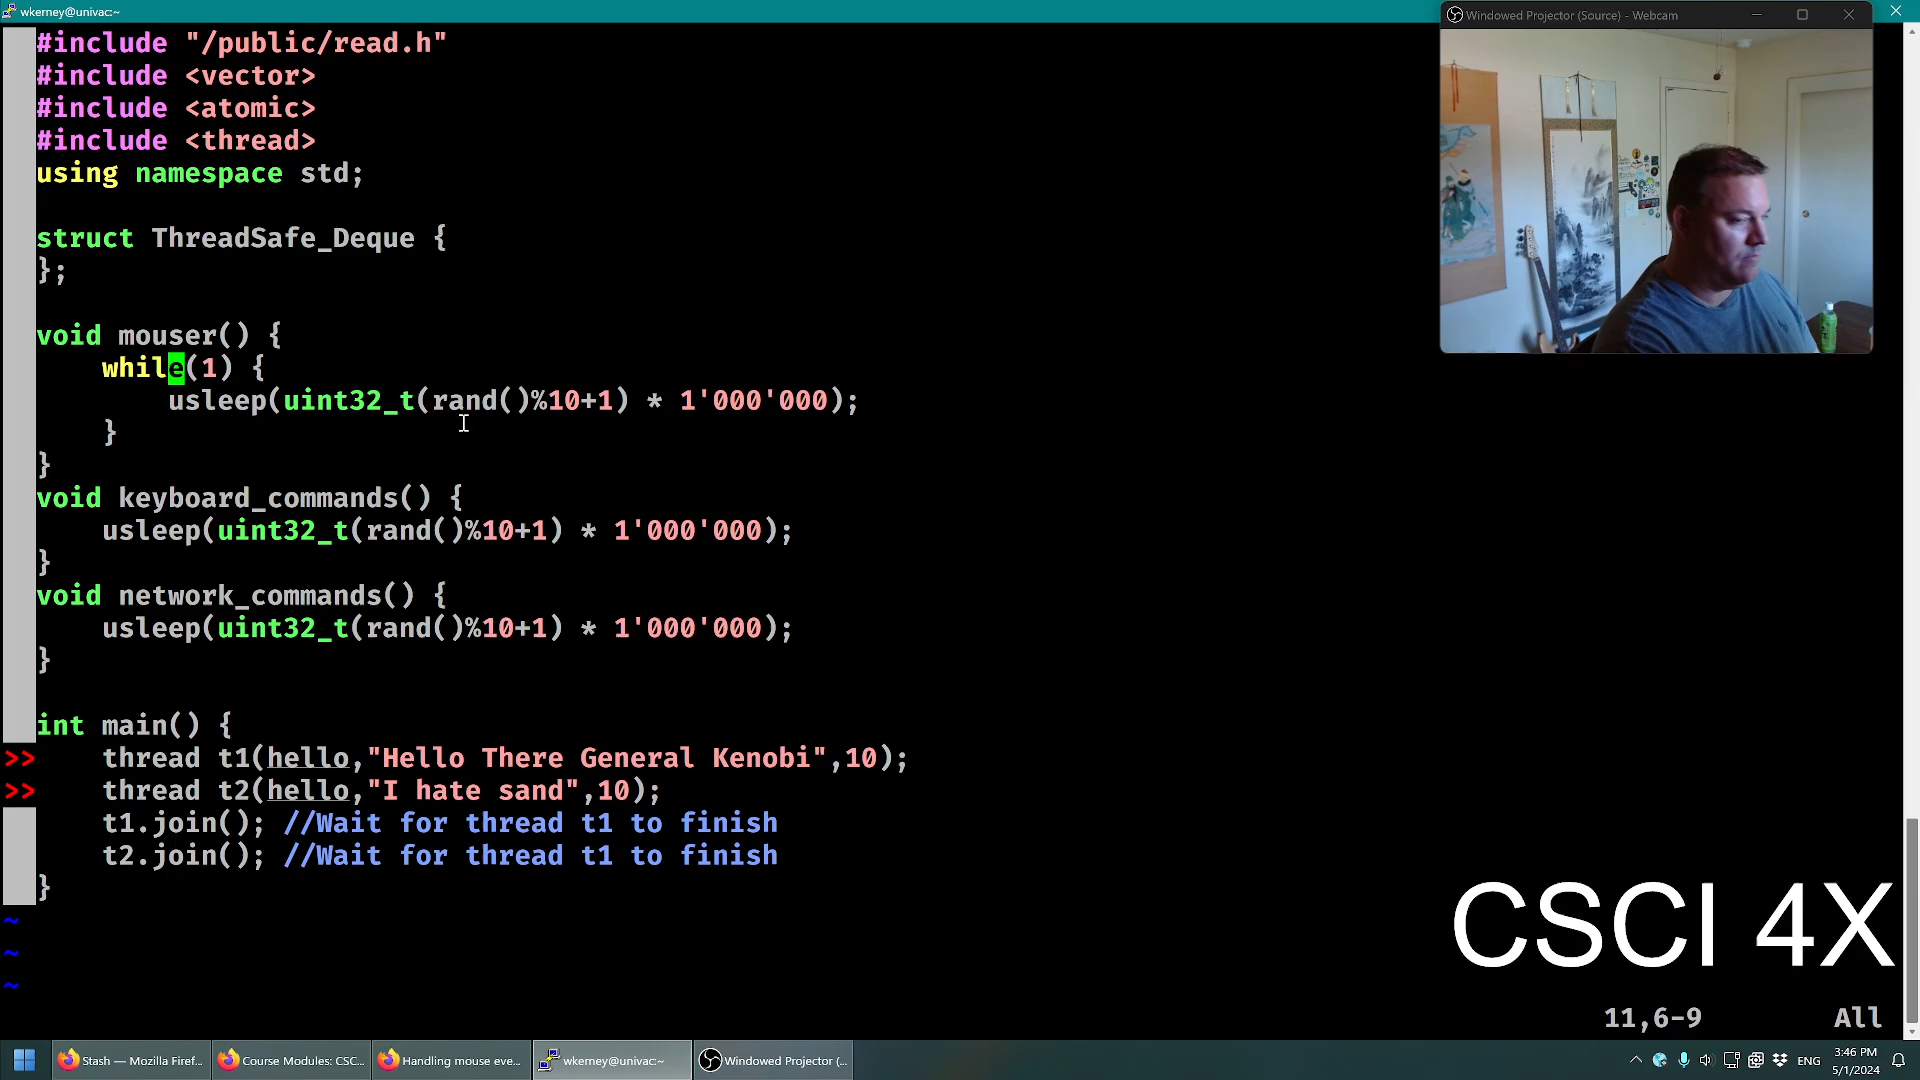 wkerney@univac:~
Windowed Projector (Source) - Webcam
#include "/public/read.h"
#include <vector>
#include <atomic>
#include <thread>
using namespace std;
struct ThreadSafe_Deque {
};
void mouser() {
while(1) {
usleep(uint32_t(rand()%10+1) * 1'000'000);
}
}
void keyboard_commands() {
usleep(uint32_t(rand()%10+1) * 1'000'000);
}
void network_commands() {
usleep(uint32_t(rand()%10+1) * 1'000'000);
}
int main() {
>> thread t1(hello,"Hello There General Kenobi",10);
>> thread t2(hello,"I hate sand",10);
t1.join(); //Wait for thread t1 to finish
t2.join(); //Wait for thread t1 to finish
}
~
~
~
CSCI 4X
11,6-9 All
Stash — Mozilla Firef...
Course Modules: CSC...
Handling mouse eve...
wkerney@univac:~
Windowed Projector (...
ENG
3:46 PM
5/1/2024